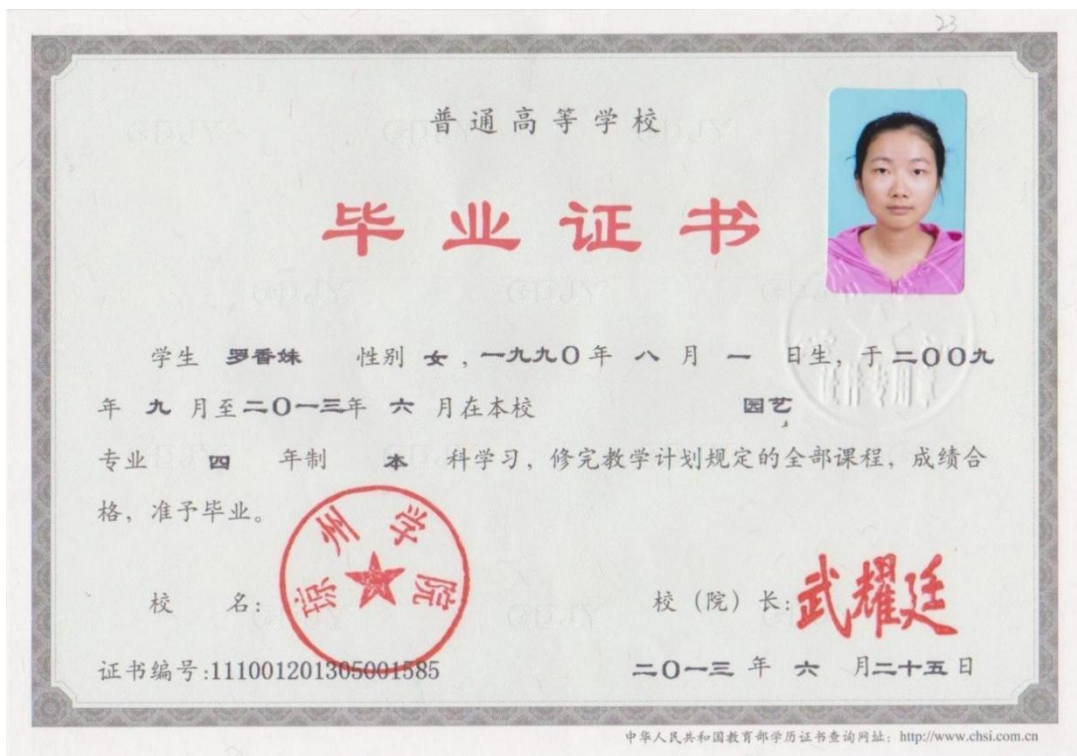 23
普通高等学校
毕业证书
学生 罗香妹 性别 女，一九九〇年 八 月 一 日生，于二〇〇九
年 九 月至二〇一三年 六 月在本校 园艺
专业 四 年制 本 科学习，修完教学计划规定的全部课程，成绩合
格，准予毕业。
琼州学院
校 名：
校（院）长：武耀廷
证书编号:111001201305001585
二〇一三 年 六 月二十五日
中华人民共和国教育部学历证书查询网址：http://www.chsi.com.cn